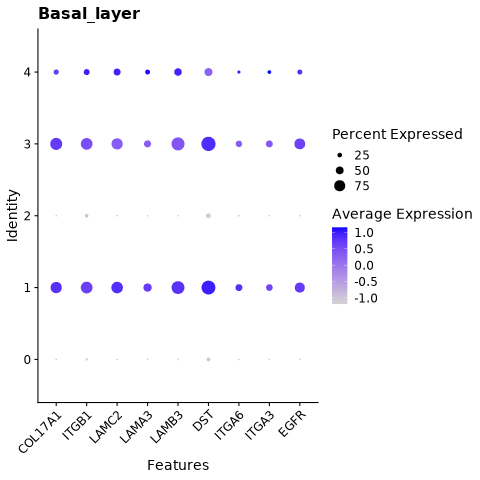 Basal_layer
4
3
2
1
0
Identity
COL17A1
ITGB1
LAMC2
LAMA3
LAMB3
DST
ITGA6
ITGA3
EGFR
Features
Percent Expressed
25
50
75
Average Expression
1.0
0.5
0.0
-0.5
-1.0